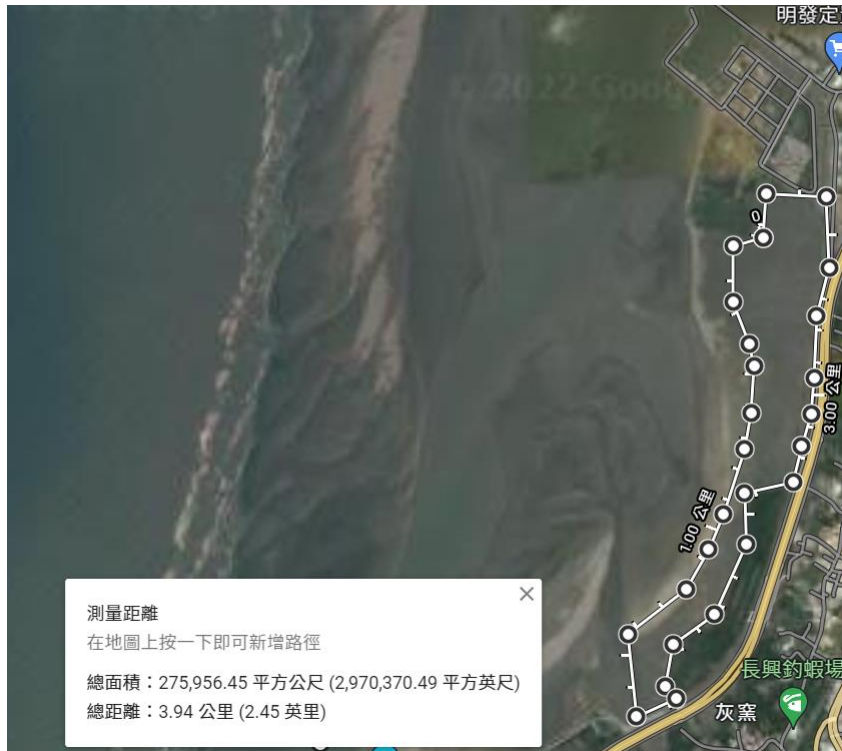 明發定
© 2022 Google
0
3.00 公里
1.00 公里
測量距離
在地圖上按一下即可新增路徑
總面積：275,956.45 平方公尺 (2,970,370.49 平方英尺)
總距離：3.94 公里 (2.45 英里)
長興釣蝦場
灰窯